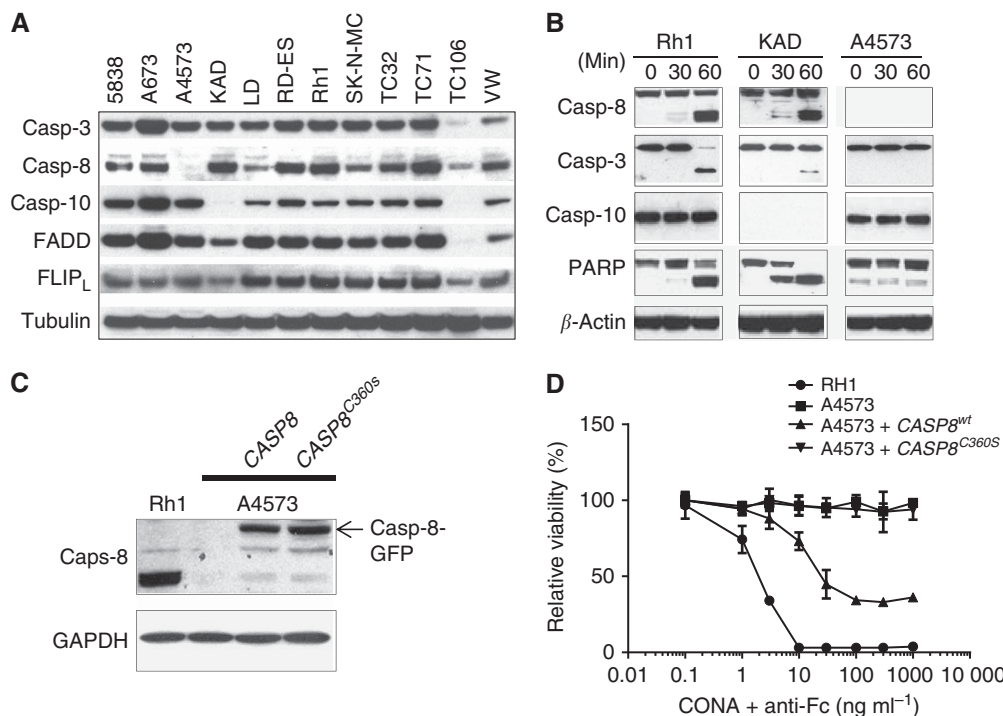 A
5838
A673
A4573
KAD
LD
RD-ES
Rh1
SK-N-MC
TC32
TC71
TC106
VW
Casp-3
Casp-8
Casp-10
FADD
FLIPL
Tubulin
B
Rh1 KAD A4573
(Min) 0 30 60 0 30 60 0 30 60
Casp-8
Casp-3
Casp-10
PARP
β-Actin
C
CASP8
CASP8C360s
Rh1 A4573
Caps-8
Casp-8-
GFP
GAPDH
D
RH1
A4573
A4573 + CASP8wt
A4573 + CASP8C360S
Relative viability (%)
150
100
50
0
0.01 0.1 1 10 100 1000 10 000
CONA + anti-Fc (ng ml−1)